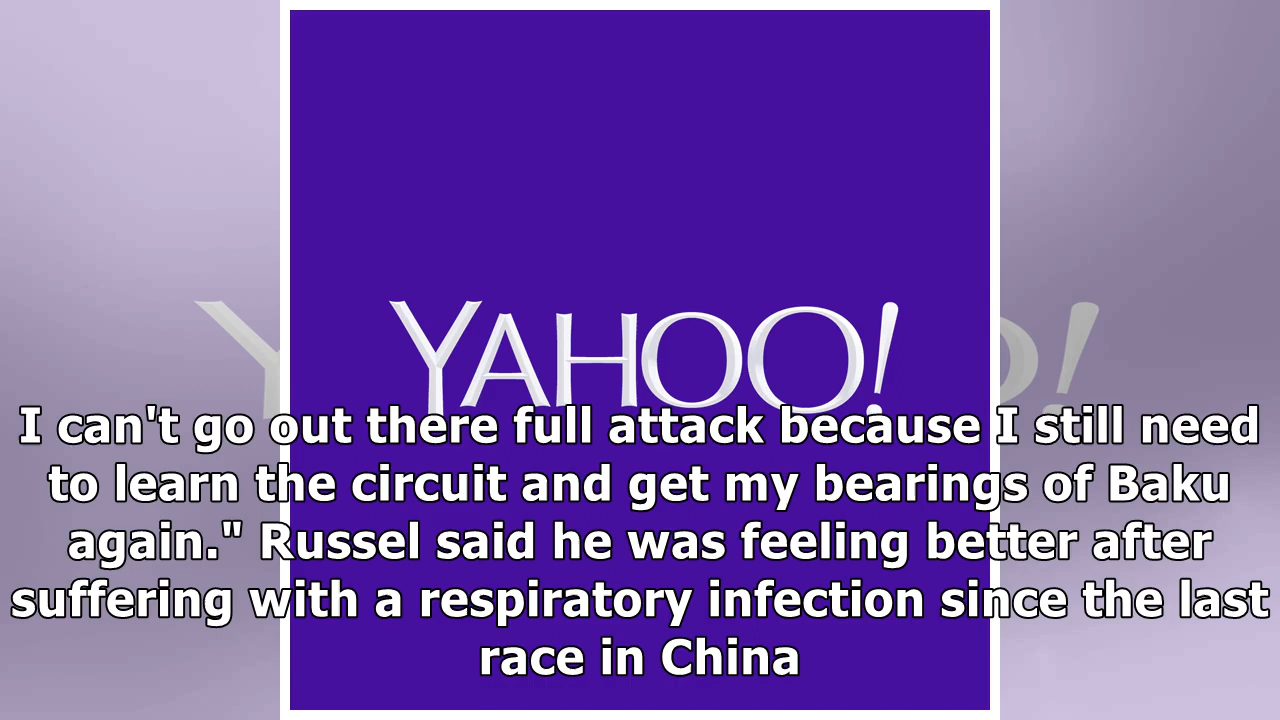 YAHOO!
I can't go out there full attack because I still need
to learn the circuit and get my bearings of Baku
again." Russel said he was feeling better after
suffering with a respiratory infection since the last
race in China